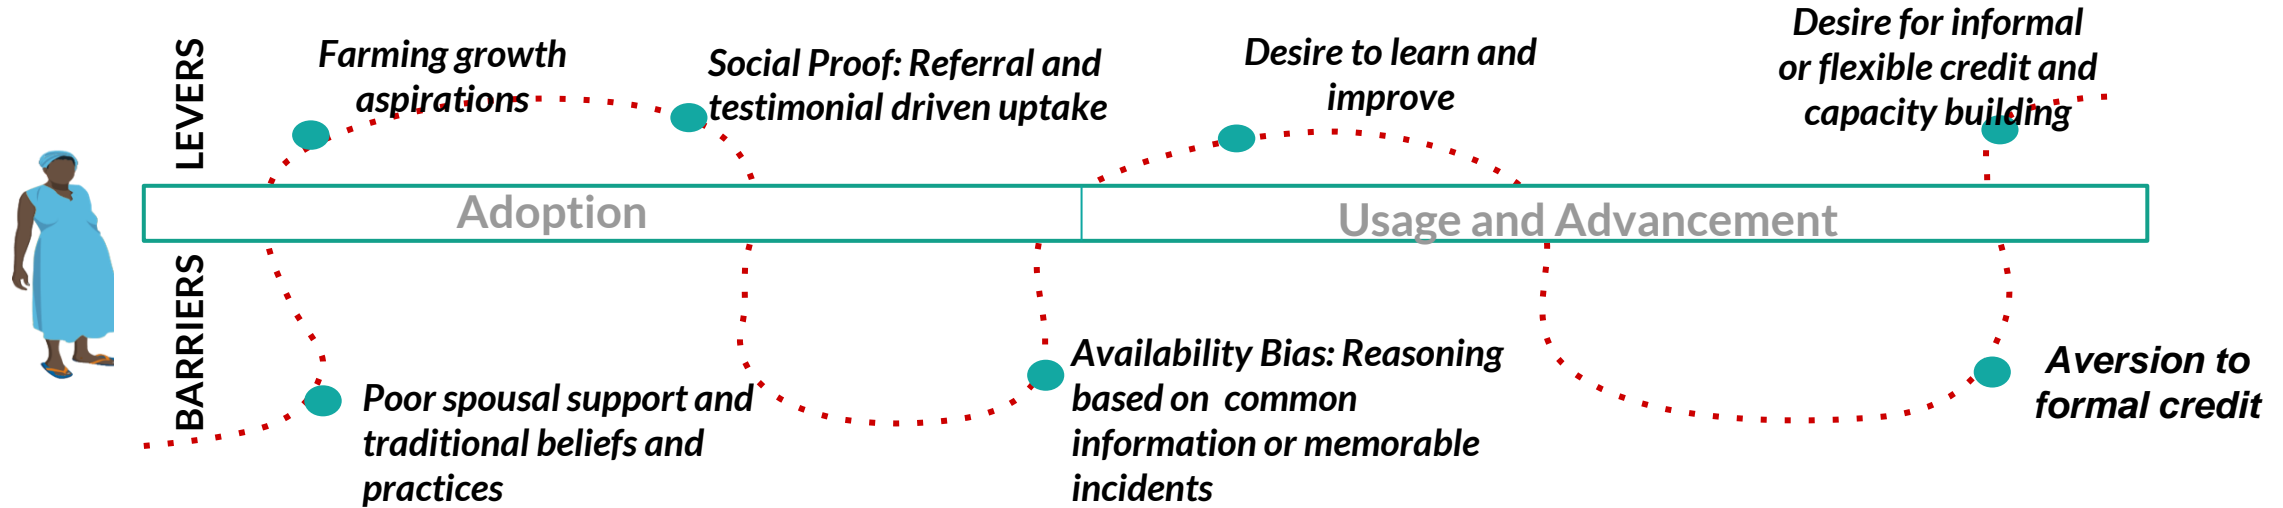 LEVERS
Farming growth
aspirations
Social Proof: Referral and
testimonial driven uptake
Desire to learn and
improve
Desire for informal
or flexible credit and
capacity building
Adoption
Usage and Advancement
BARRIERS
Poor spousal support and
traditional beliefs and
practices
Availability Bias: Reasoning
based on common
information or memorable
incidents
Aversion to
formal credit